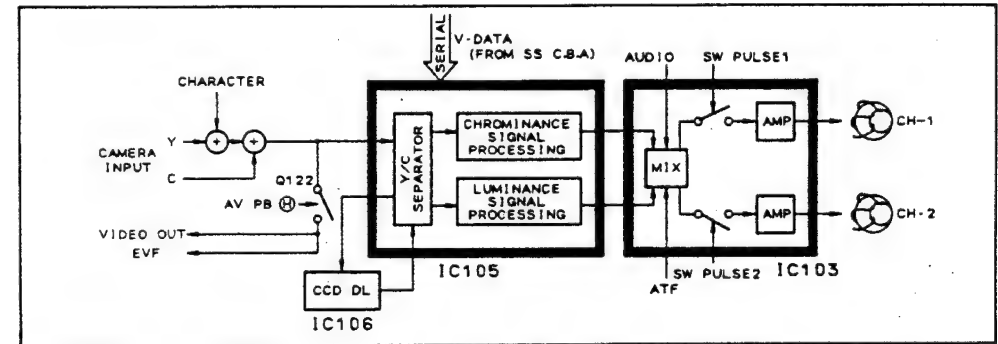 SERIAL
V-DATA
(FROM SS C.B.A)
CHARACTER
AUDIO
SW PULSE1
Y
CAMERA
INPUT
C
Q122
AV PB H
VIDEO OUT
EVF
Y/C
SEPARATOR
CHROMINANCE
SIGNAL
PROCESSING
LUMINANCE
SIGNAL
PROCESSING
MIX
AMP
CH-1
AMP
CH-2
IC105
SW PULSE2
IC103
ATF
CCD DL
IC106